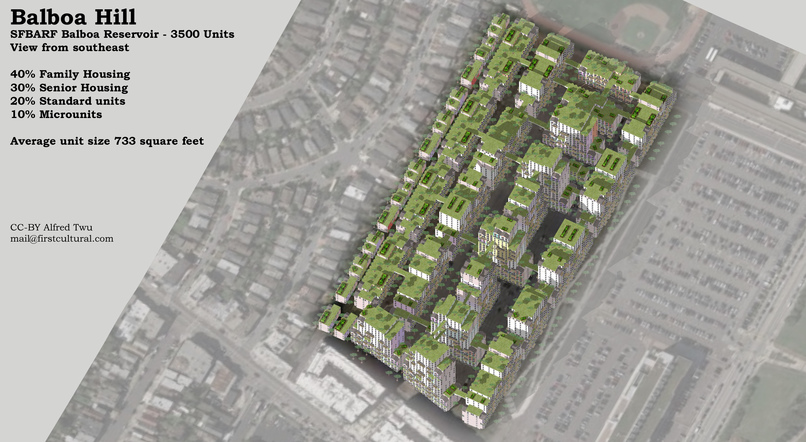 Balboa Hill
SFBARF Balboa Reservoir - 3500 Units
View from southeast
40% Family Housing
30% Senior Housing
20% Standard units
10% Microunits
Average unit size 733 square feet
CC-BY Alfred Twu
mail@firstcultural.com